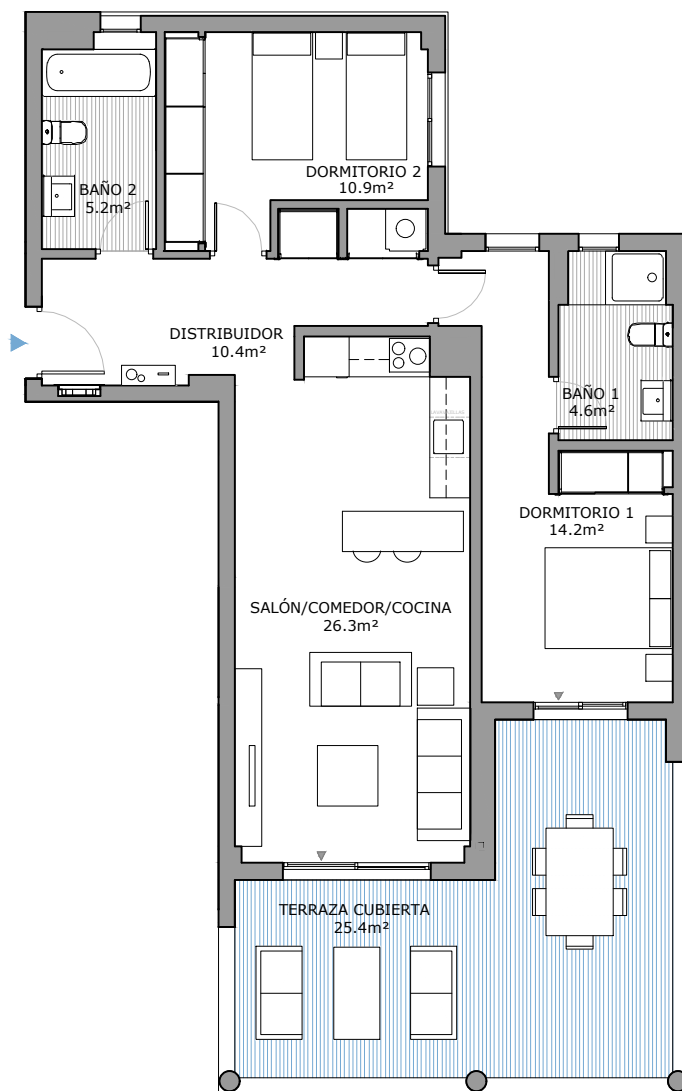 DORMITORIO 2
10.9m²
BAÑO 2
5.2m²
DISTRIBUIDOR
10.4m²
BAÑO 1
4.6m²
DORMITORIO 1
14.2m²
SALÓN/COMEDOR/COCINA
26.3m²
TERRAZA CUBIERTA
25.4m²